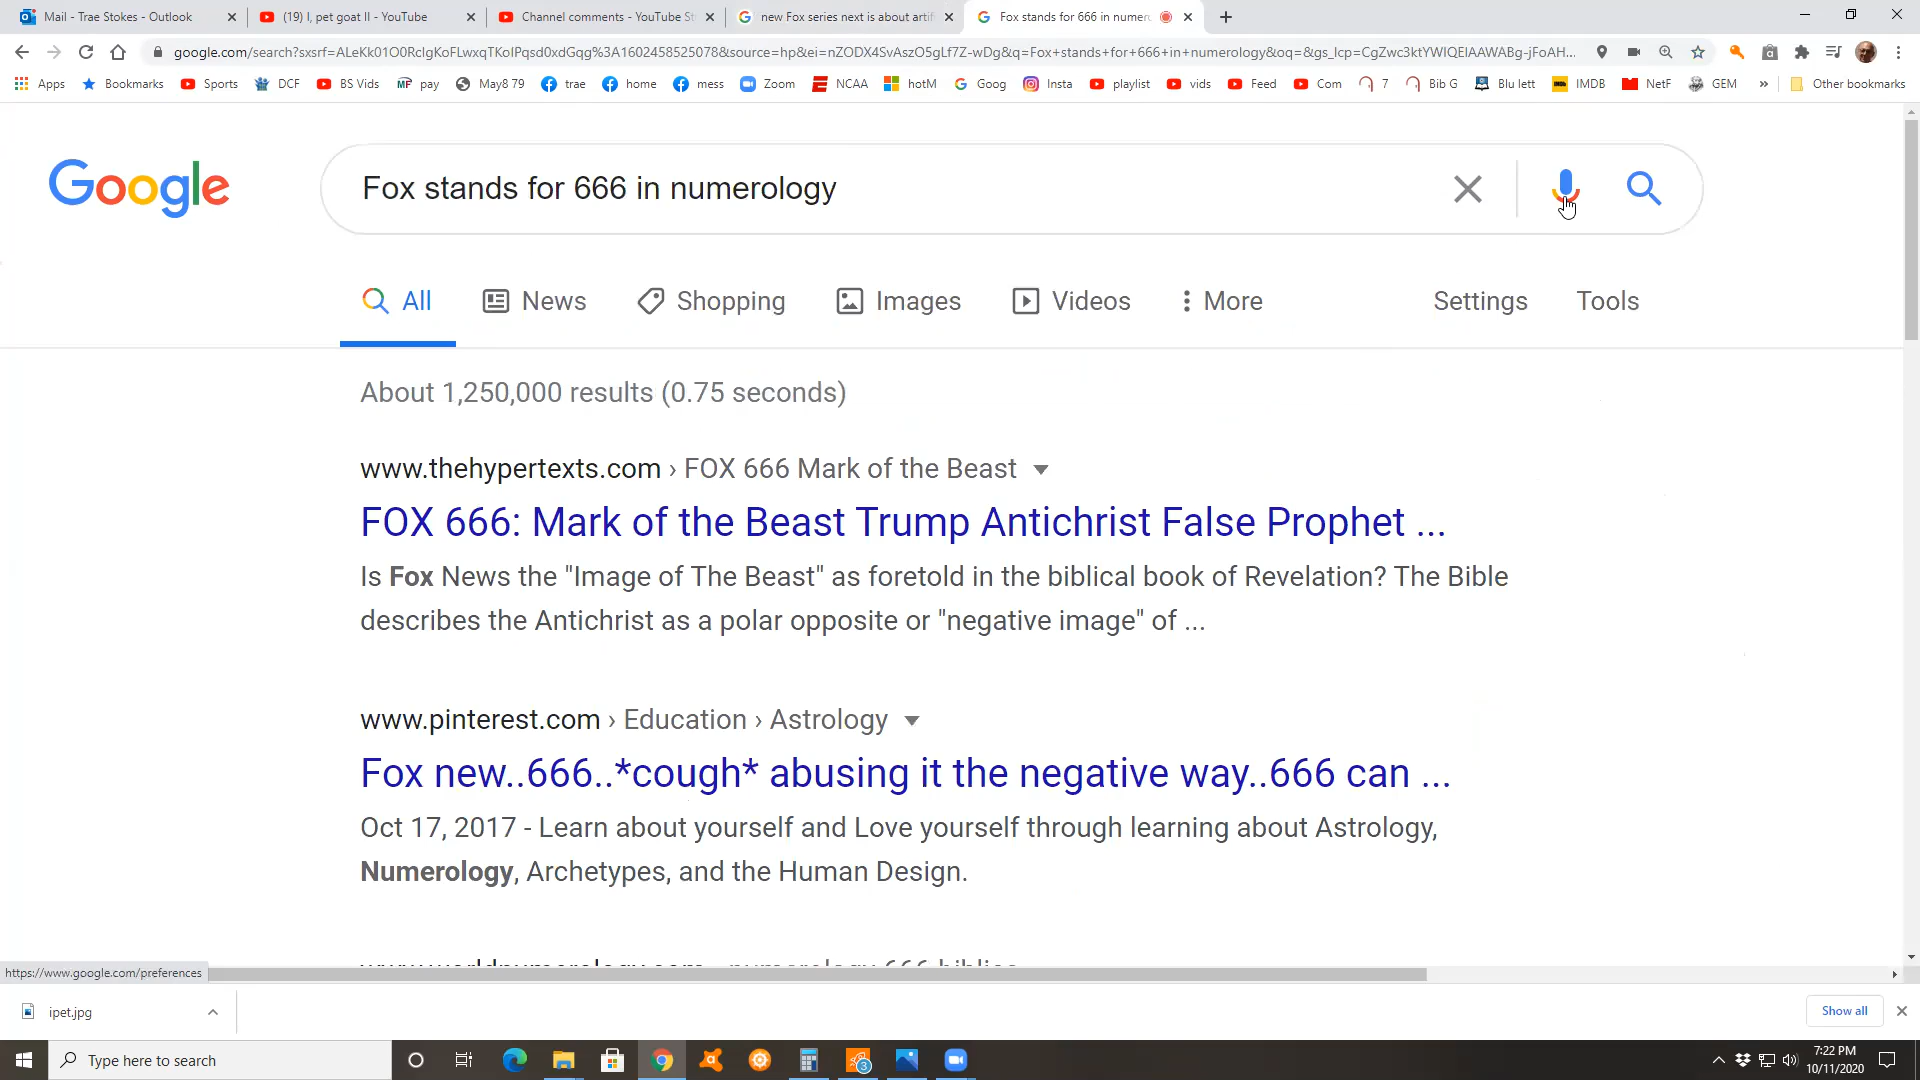 Mail - Trae Stokes - Outlook
(19) I, pet goat II - YouTube
Channel comments - YouTube St
new Fox series next is about artifi
Fox stands for 666 in numero
google.com/search?sxsrf=ALeKk01O0RcIgKoFLwxqTKoIPqsd0xdGqg%3A1602458525078&source=hp&ei=nZODX4SvAszO5gLf7Z-wDg&q=Fox+stands+for+666+in+numerology&oq=&gs_lcp=CgZwc3ktYWIQEIAAWABg-jFoAH...
Apps Bookmarks Sports DCF BS Vids pay May8 79 trae home mess Zoom NCAA hotM Goog Insta playlist vids Feed Com 7 Bib G Blu lett IMDB NetF GEM » Other bookmarks
Google
Fox stands for 666 in numerology
All News Shopping Images Videos More Settings Tools
About 1,250,000 results (0.75 seconds)
www.thehypertexts.com › FOX 666 Mark of the Beast
FOX 666: Mark of the Beast Trump Antichrist False Prophet ...
Is Fox News the "Image of The Beast" as foretold in the biblical book of Revelation? The Bible
describes the Antichrist as a polar opposite or "negative image" of ...
www.pinterest.com › Education › Astrology
Fox new..666..*cough* abusing it the negative way..666 can ...
Oct 17, 2017 - Learn about yourself and Love yourself through learning about Astrology,
Numerology, Archetypes, and the Human Design.
https://www.google.com/preferences
ipet.jpg
Show all
Type here to search
3
7:22 PM
10/11/2020